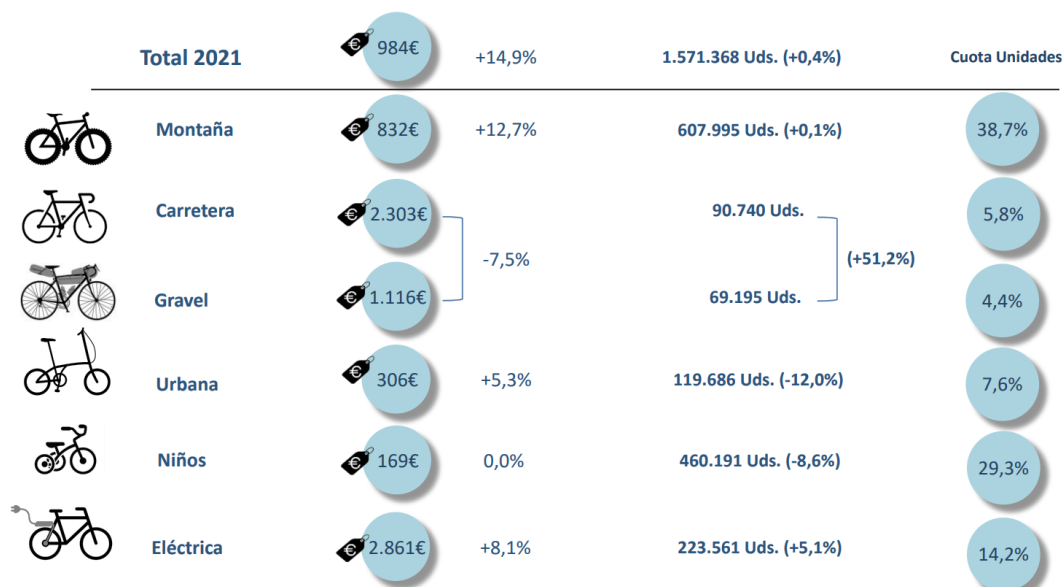 Total 2021 € 984€ +14,9% 1.571.368 Uds. (+0,4%) Cuota Unidades
Montaña € 832€ +12,7% 607.995 Uds. (+0,1%) 38,7%
Carretera € 2.303€ 90.740 Uds. 5,8%
-7,5% (+51,2%)
Gravel € 1.116€ 69.195 Uds. 4,4%
Urbana € 306€ +5,3% 119.686 Uds. (-12,0%) 7,6%
Niños € 169€ 0,0% 460.191 Uds. (-8,6%) 29,3%
Eléctrica € 2.861€ +8,1% 223.561 Uds. (+5,1%) 14,2%